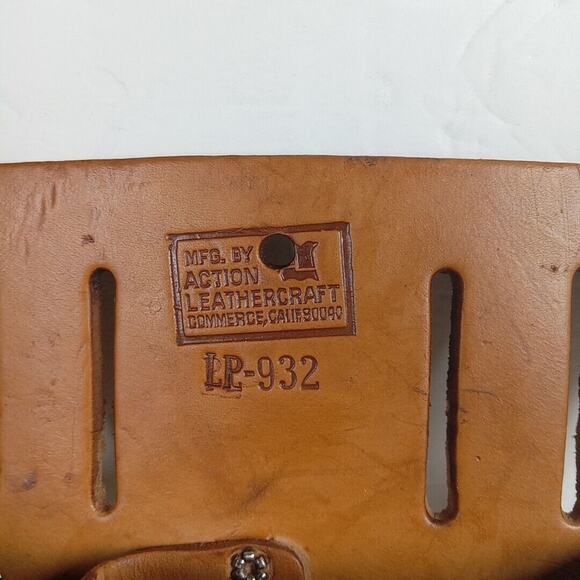 MFG. BY
ACTION
LEATHERCRAFT
COMMERCE, CALIF. 90040
LP-932